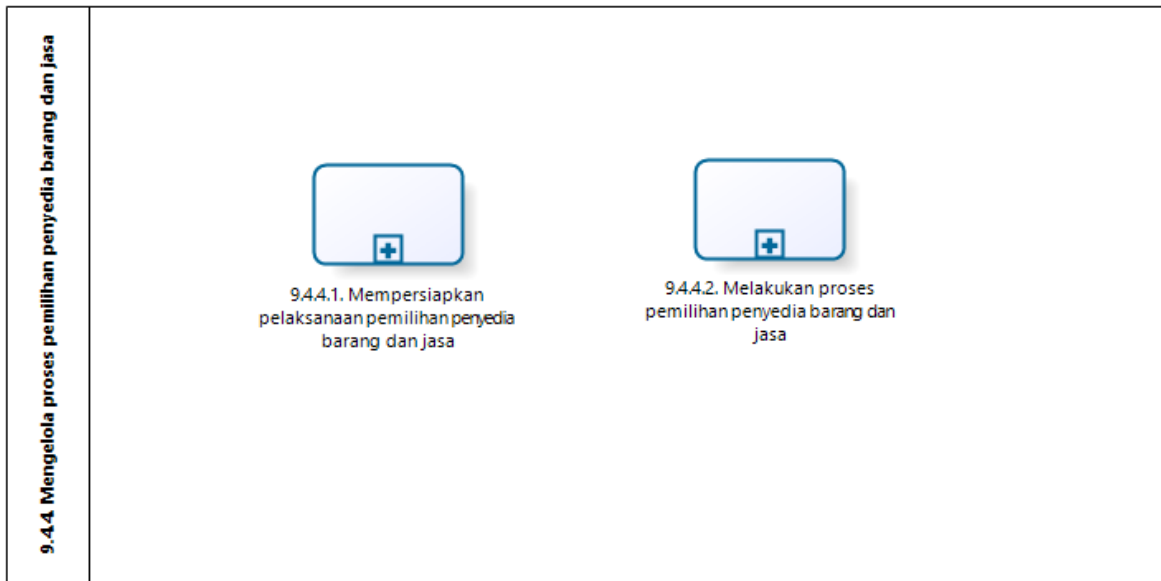 9.4.4. Mengelola proses pemilihan penyedia barang dan jasa
9.4.4.1. Mempersiapkan
pelaksanaan pemilihan penyedia
barang dan jasa
9.4.4.2. Melakukan proses
pemilihan penyedia barang dan
jasa